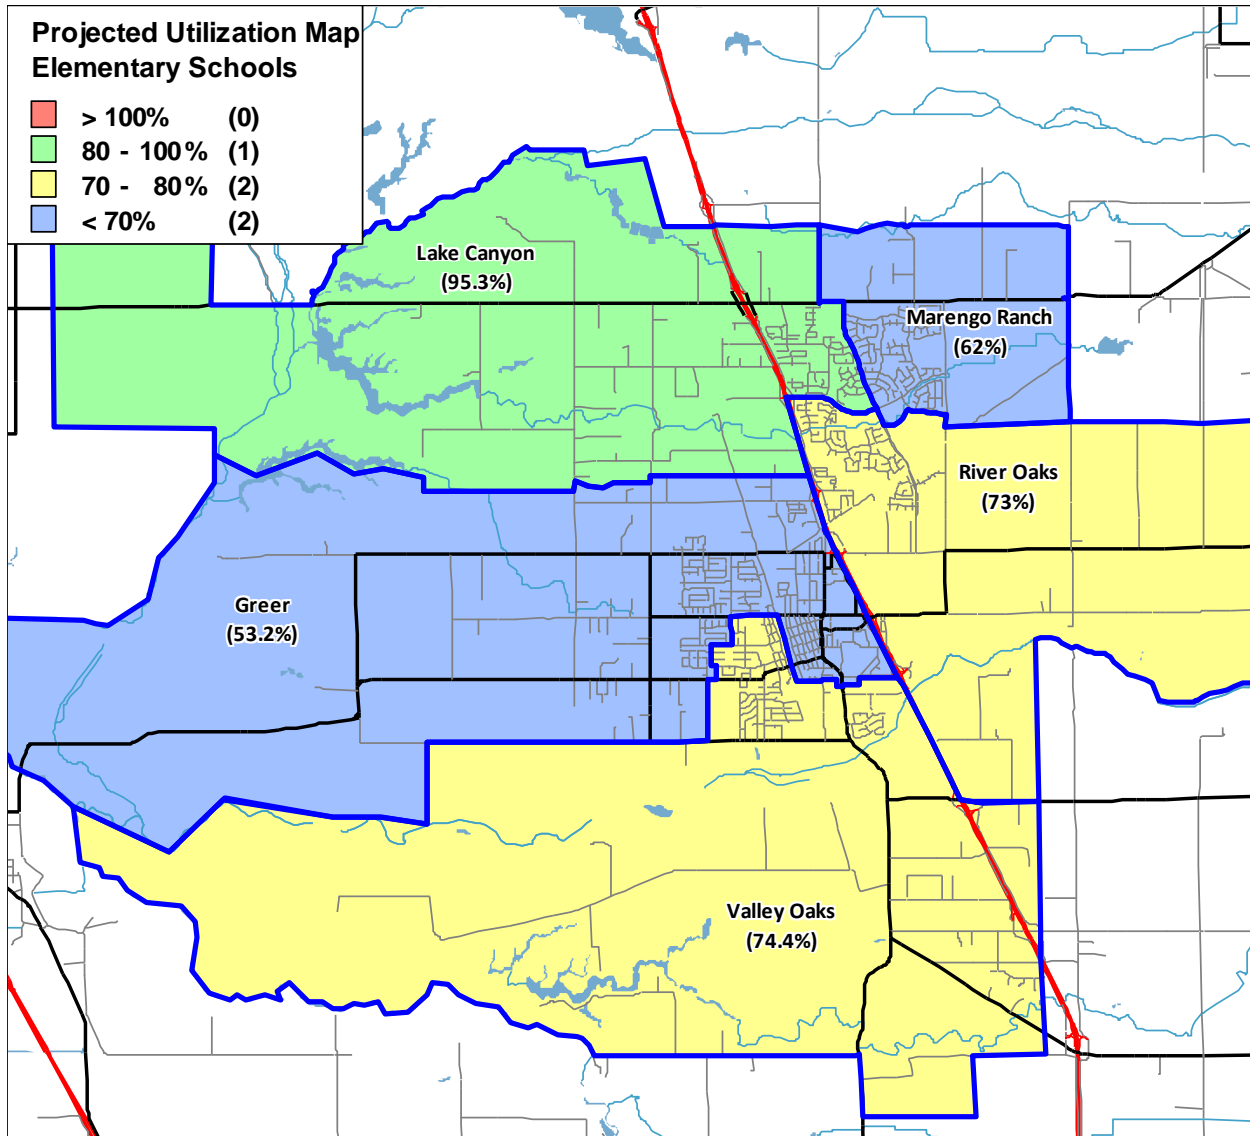 Projected Utilization Map
Elementary Schools
> 100% (0)
80 - 100% (1)
70 - 80% (2)
< 70% (2)
Lake Canyon
(95.3%)
Marengo Ranch
(62%)
River Oaks
(73%)
Greer
(53.2%)
Valley Oaks
(74.4%)